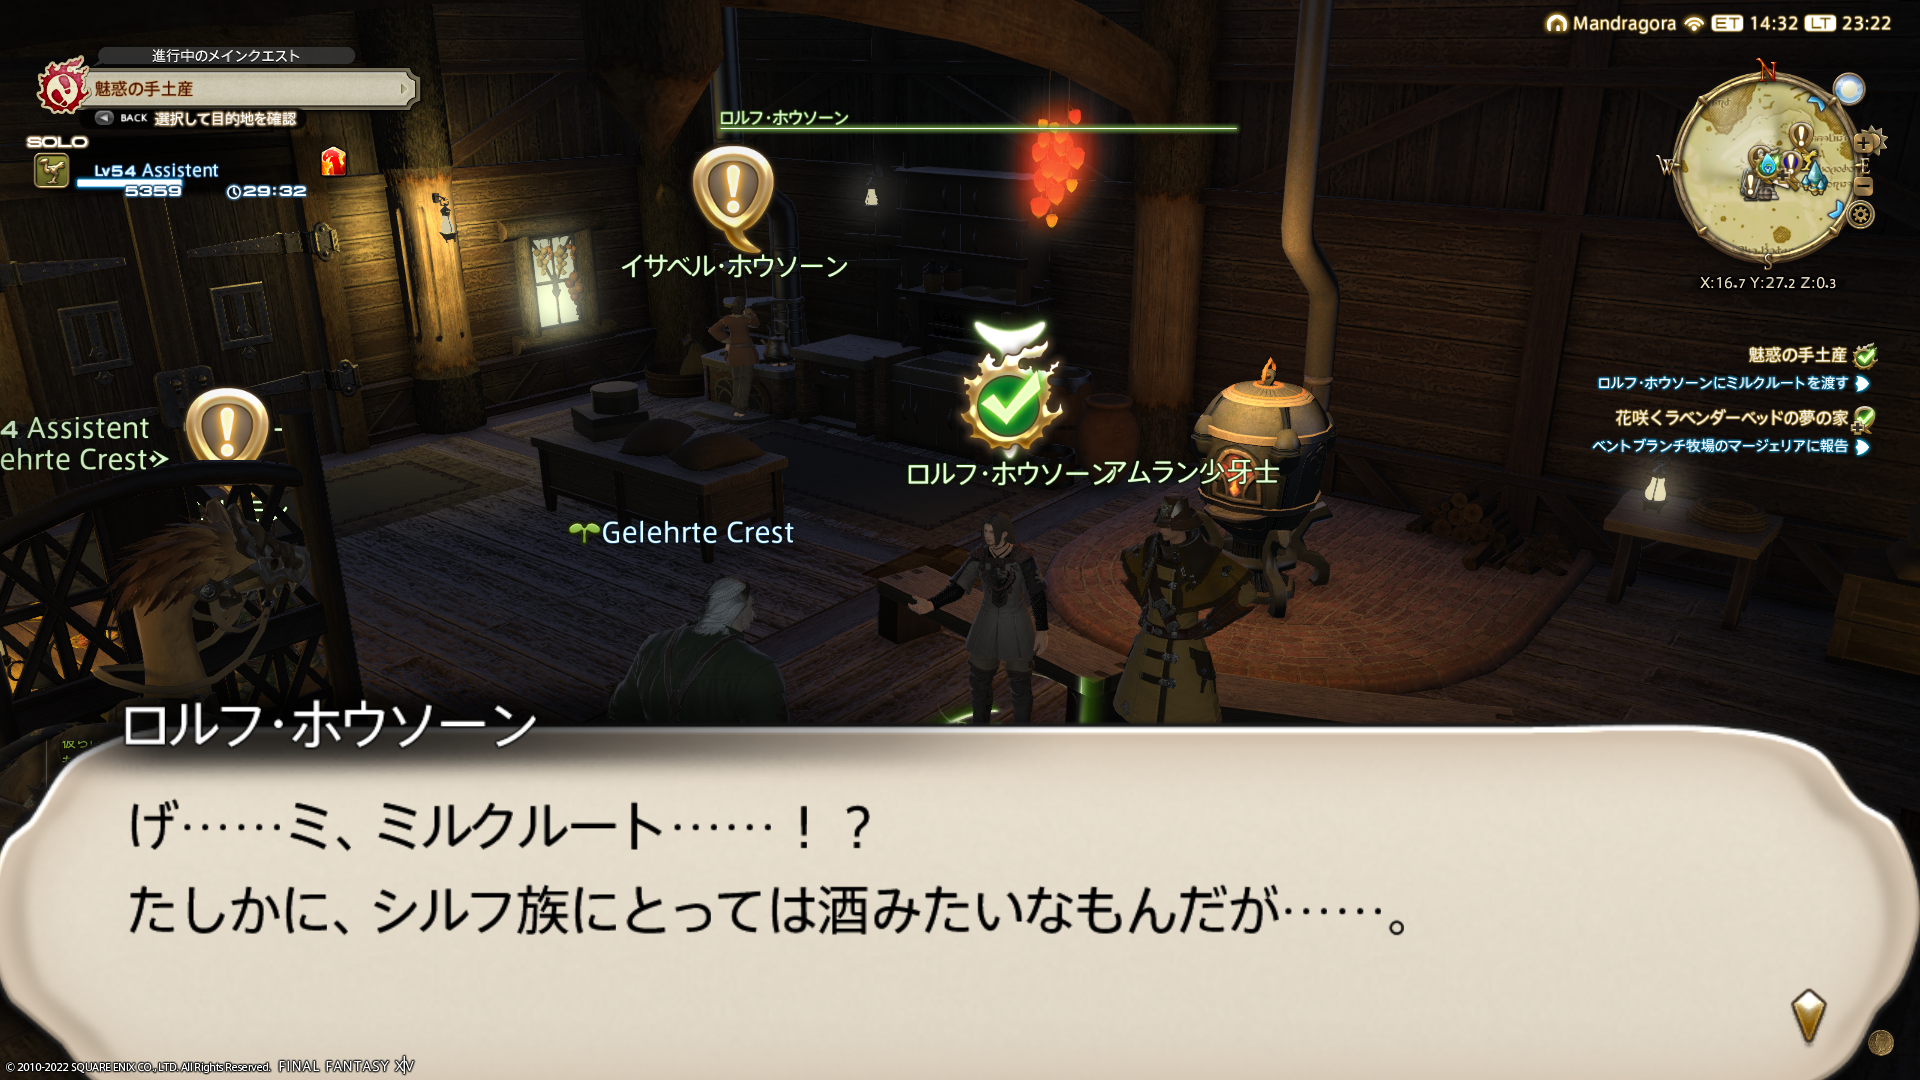 Mandragora ET 14:32 LT 23:22
進行中のメインクエスト
魅惑の手土産
BACK 選択して目的地を確認
SOLO
Lv54 Assistent
5359 29:32
ロルフ・ホウソーン
N
W
E
S
X:16.7 Y:27.2 Z:0.3
イサベル・ホウソーン
魅惑の手土産
ロルフ・ホウソーンにミルクルートを渡す
花咲くラベンダーベッドの夢の家
ベントブランチ牧場のマージェリアに報告
4 Assistent
ehrte Crest
ロルフ・ホウソーン
アムラン少牙士
Gelehrte Crest
ロルフ・ホウソーン
げ……ミ、ミルクルート……！？
たしかに、シルフ族にとっては酒みたいなもんだが……。
© 2010-2022 SQUARE ENIX CO., LTD. All Rights Reserved. FINAL FANTASY XIV